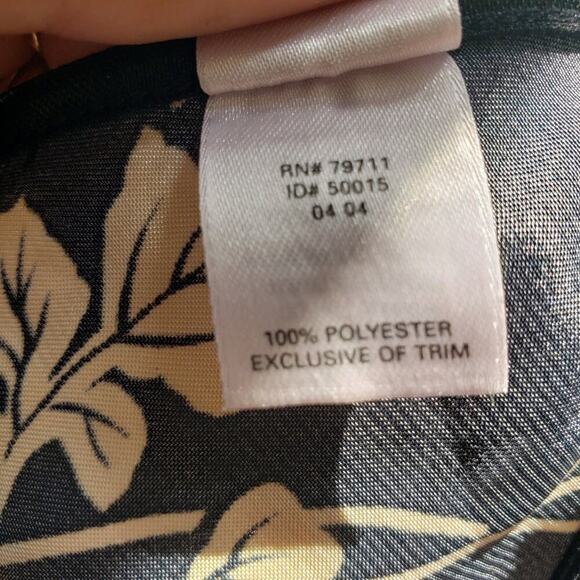 RN# 79711
ID# 50015
04 04
100% POLYESTER
EXCLUSIVE OF TRIM